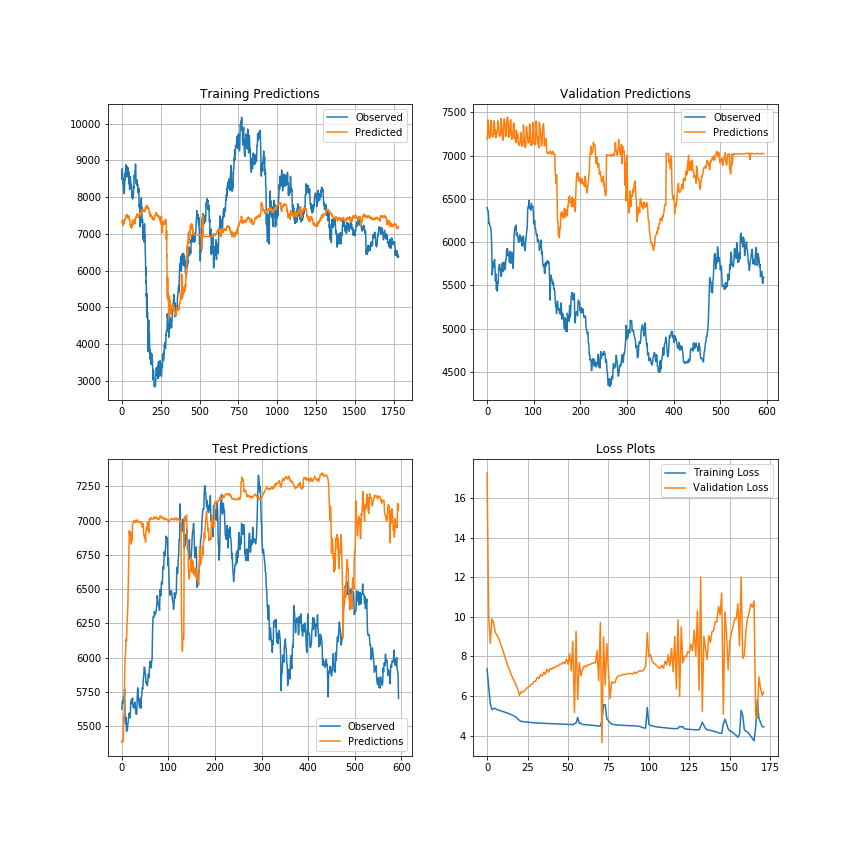 Training Predictions
Observed
Predicted
10000
9000
8000
7000
6000
5000
4000
3000
0 250 500 750 1000 1250 1500 1750
Validation Predictions
Observed
Predictions
7500
7000
6500
6000
5500
5000
4500
0 100 200 300 400 500 600
Test Predictions
7250
7000
6750
6500
6250
6000
5750
5500
Observed
Predictions
0 100 200 300 400 500 600
Loss Plots
Training Loss
Validation Loss
16
14
12
10
8
6
4
0 25 50 75 100 125 150 175